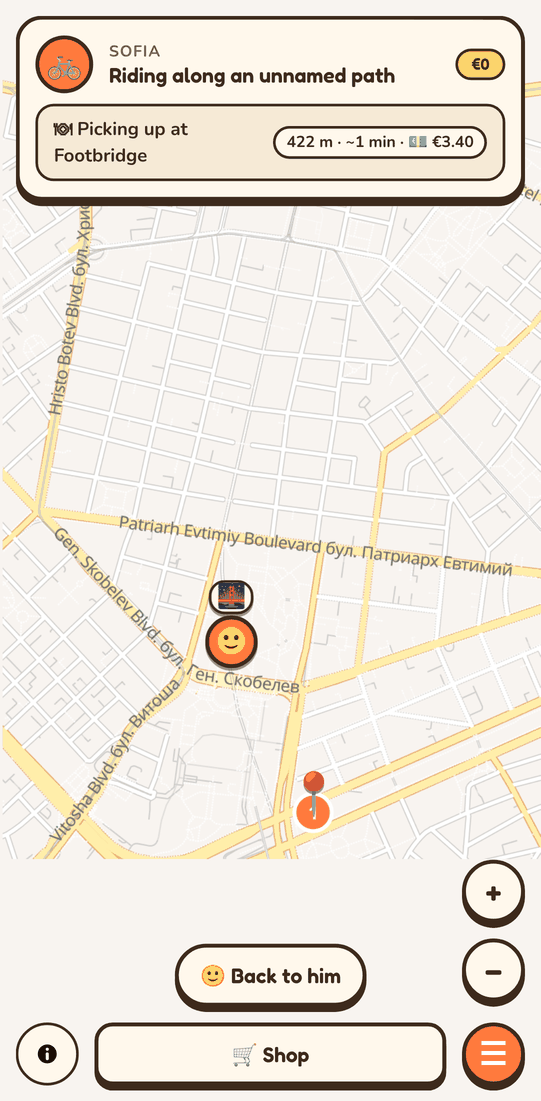 SOFIA
Riding along an unnamed path
€0
🍽 Picking up at
Footbridge
422 m · ~1 min · 💵 €3.40
Hristo Botev Blvd. бул. Хрис
Patriarh Evtimiy Boulevard бул. Патриарх Евтимий
Gen. Skobelev Blvd. бул. Ген. Скобелев
Vitosha Blvd. бул. Витоша
+
−
🙂 Back to him
🛒 Shop